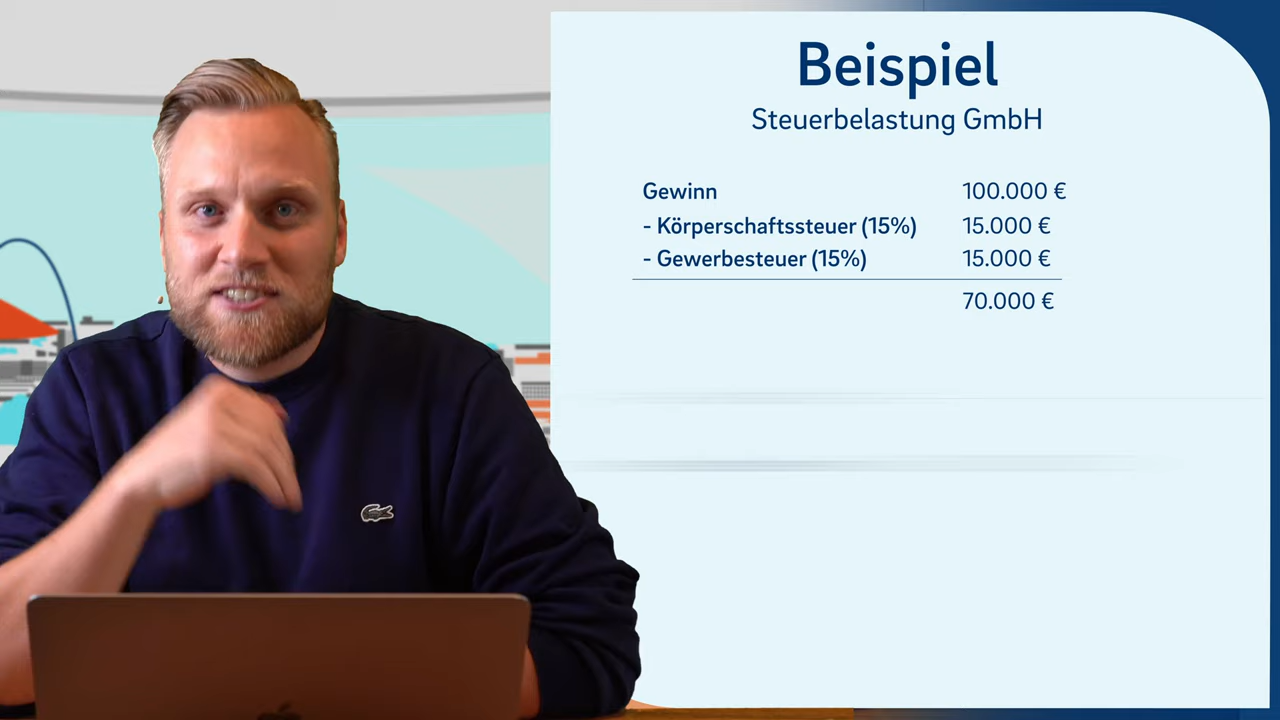 Beispiel
Steuerbelastung GmbH
Gewinn 100.000 €
- Körperschaftssteuer (15%) 15.000 €
- Gewerbesteuer (15%) 15.000 €
70.000 €